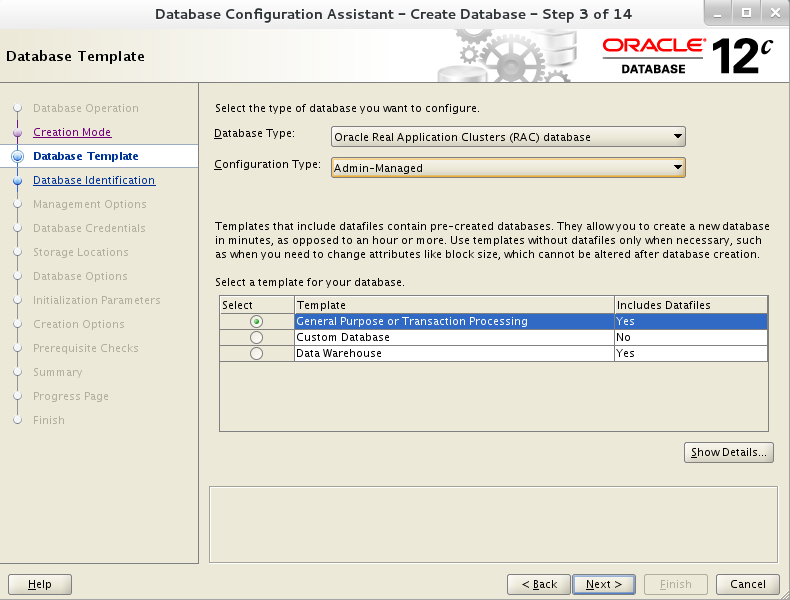 Database Configuration Assistant - Create Database - Step 3 of 14
Database Template
ORACLE®
DATABASE
12c
Database Operation
Creation Mode
Database Template
Database Identification
Management Options
Database Credentials
Storage Locations
Database Options
Initialization Parameters
Creation Options
Prerequisite Checks
Summary
Progress Page
Finish
Select the type of database you want to configure.
Database Type: Oracle Real Application Clusters (RAC) database
Configuration Type: Admin-Managed
Templates that include datafiles contain pre-created databases. They allow you to create a new database
in minutes, as opposed to an hour or more. Use templates without datafiles only when necessary, such
as when you need to change attributes like block size, which cannot be altered after database creation.
Select a template for your database.
Select Template Includes Datafiles
General Purpose or Transaction Processing Yes
Custom Database No
Data Warehouse Yes
Show Details...
Help < Back Next > Finish Cancel